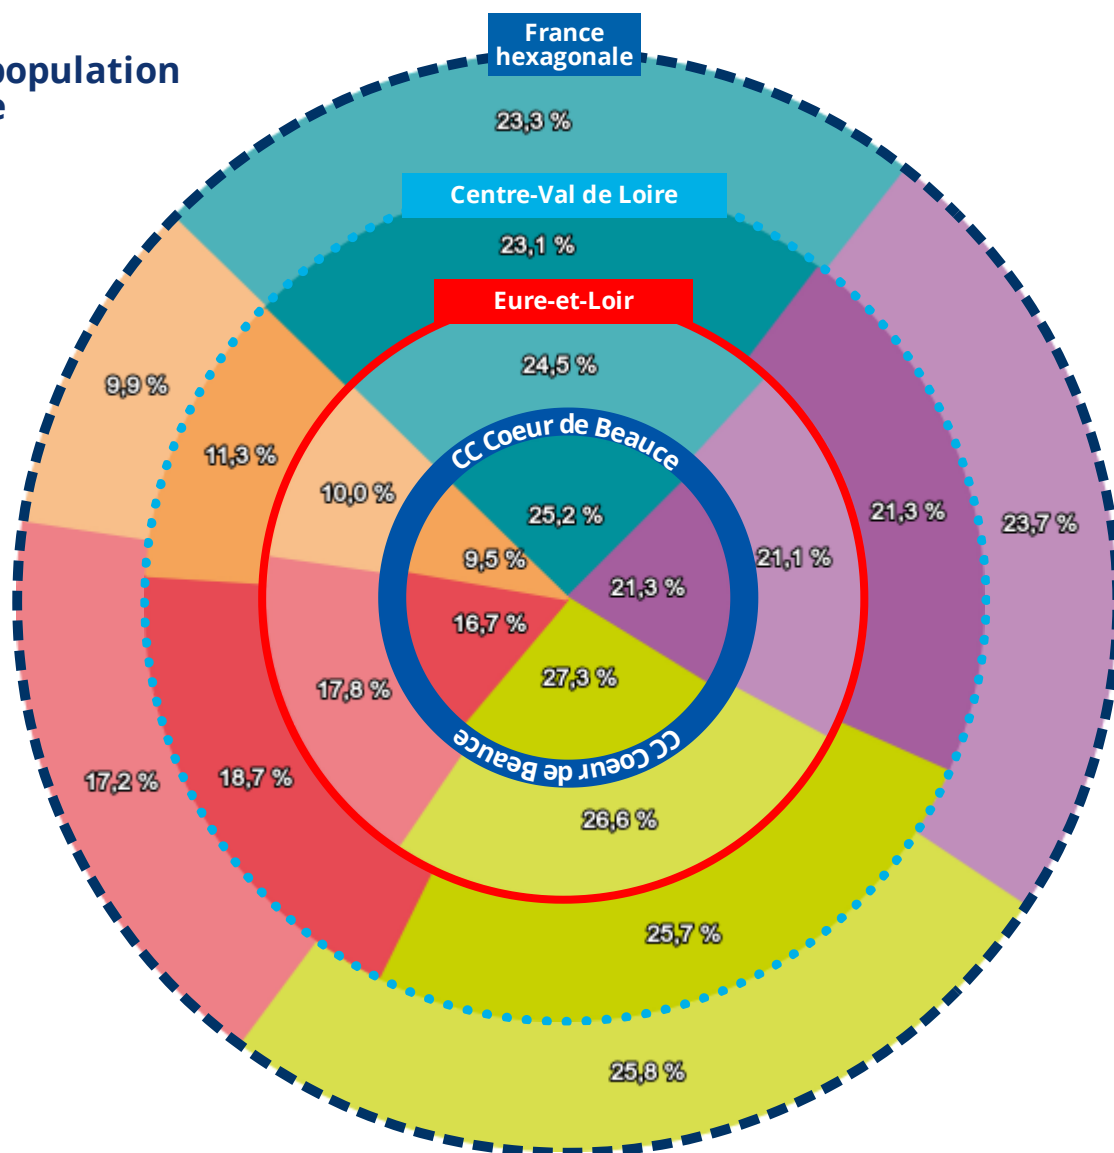 France
hexagonale
population
e
23,3 %
Centre-Val de Loire
23,1 %
Eure-et-Loir
24,5 %
9,9 %
CC Coeur de Beauce
11,3 %
10,0 %
25,2 %
21,3 %
23,7 %
9,5 %
21,1 %
21,3 %
16,7 %
27,3 %
17,8 %
CC Coeur de Beauce
17,2 %
18,7 %
26,6 %
25,7 %
25,8 %